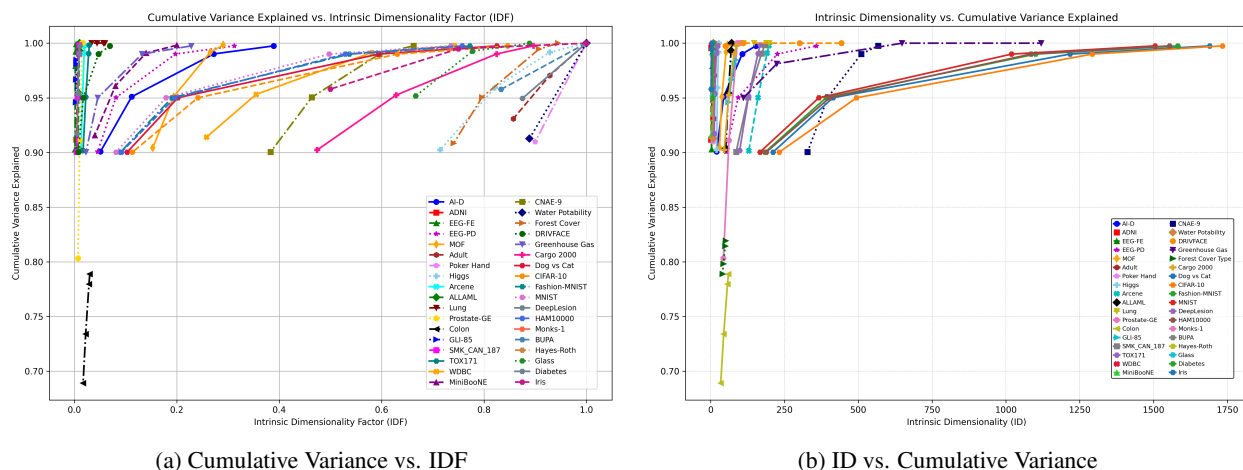 Cumulative Variance Explained vs. Intrinsic Dimensionality Factor (IDF)
1.00
0.95
0.90
0.85
0.80
0.75
0.70
Cumulative Variance Explained
0.0
0.2
0.4
0.6
0.8
1.0
Intrinsic Dimensionality Factor (IDF)
AI-D
ADNI
EEG-FE
EEG-PD
MOF
Adult
Poker Hand
Higgs
Arcene
ALLAML
Lung
Prostate-GE
Colon
GLI-85
SMK_CAN_187
TOX171
WDBC
MiniBooNE
CNAE-9
Water Potability
Forest Cover
DRIVFACE
Greenhouse Gas
Cargo 2000
Dog vs Cat
CIFAR-10
Fashion-MNIST
MNIST
DeepLesion
HAM10000
Monks-1
BUPA
Hayes-Roth
Glass
Diabetes
Iris
(a) Cumulative Variance vs. IDF
Intrinsic Dimensionality vs. Cumulative Variance Explained
1.00
0.95
0.90
0.85
0.80
0.75
0.70
Cumulative Variance Explained
0
250
500
750
1000
1250
1500
1750
Intrinsic Dimensionality (ID)
AI-D
ADNI
EEG-FE
EEG-PD
MOF
Adult
Poker Hand
Higgs
Arcene
ALLAML
Lung
Prostate-GE
Colon
GLI-85
SMK_CAN_187
TOX171
WDBC
MiniBooNE
CNAE-9
Water Potability
DRIVFACE
Greenhouse Gas
Forest Cover Type
Cargo 2000
Dog vs Cat
CIFAR-10
Fashion-MNIST
MNIST
DeepLesion
HAM10000
Monks-1
BUPA
Hayes-Roth
Glass
Diabetes
Iris
(b) ID vs. Cumulative Variance